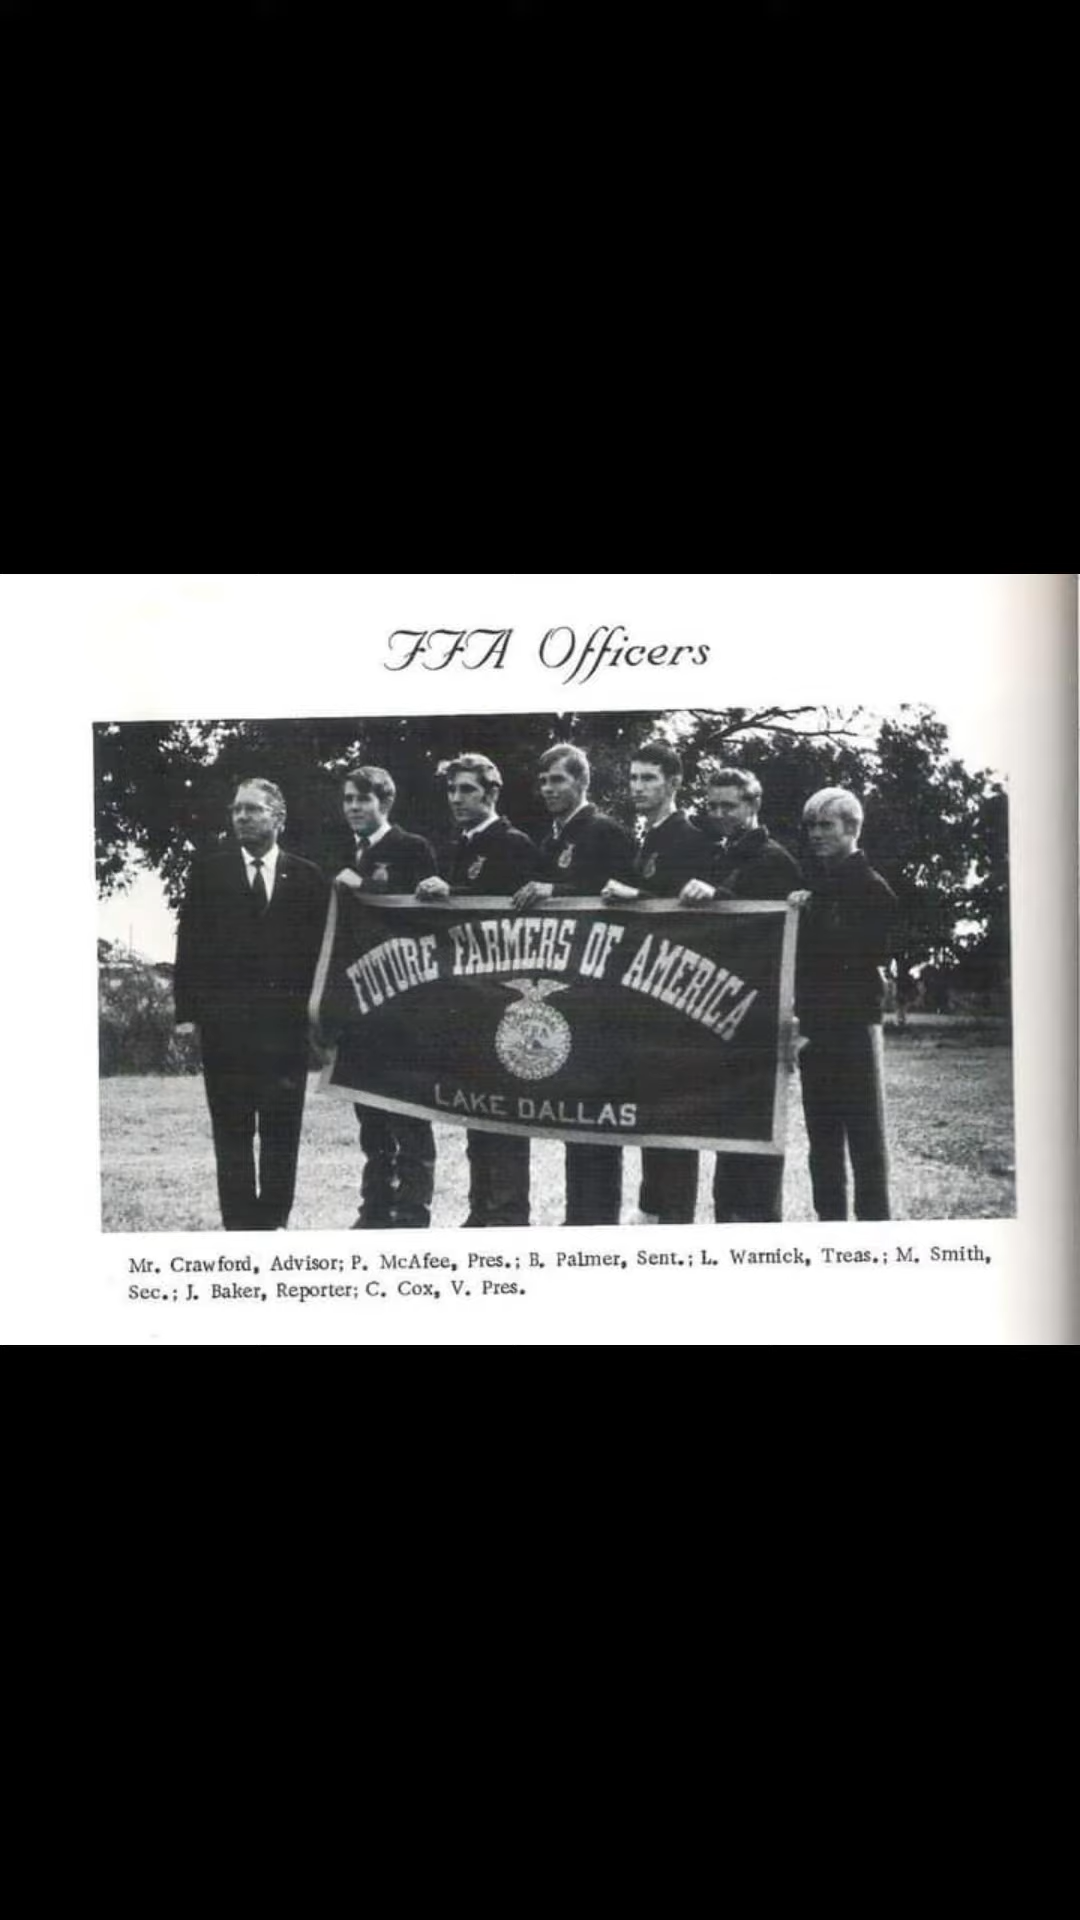 FFA Officers
FUTURE FARMERS OF AMERICA
LAKE DALLAS
Mr. Crawford, Advisor; P. McAfee, Pres.; B. Palmer, Sent.; L. Warnick, Treas.; M. Smith,
Sec.; J. Baker, Reporter; C. Cox, V. Pres.